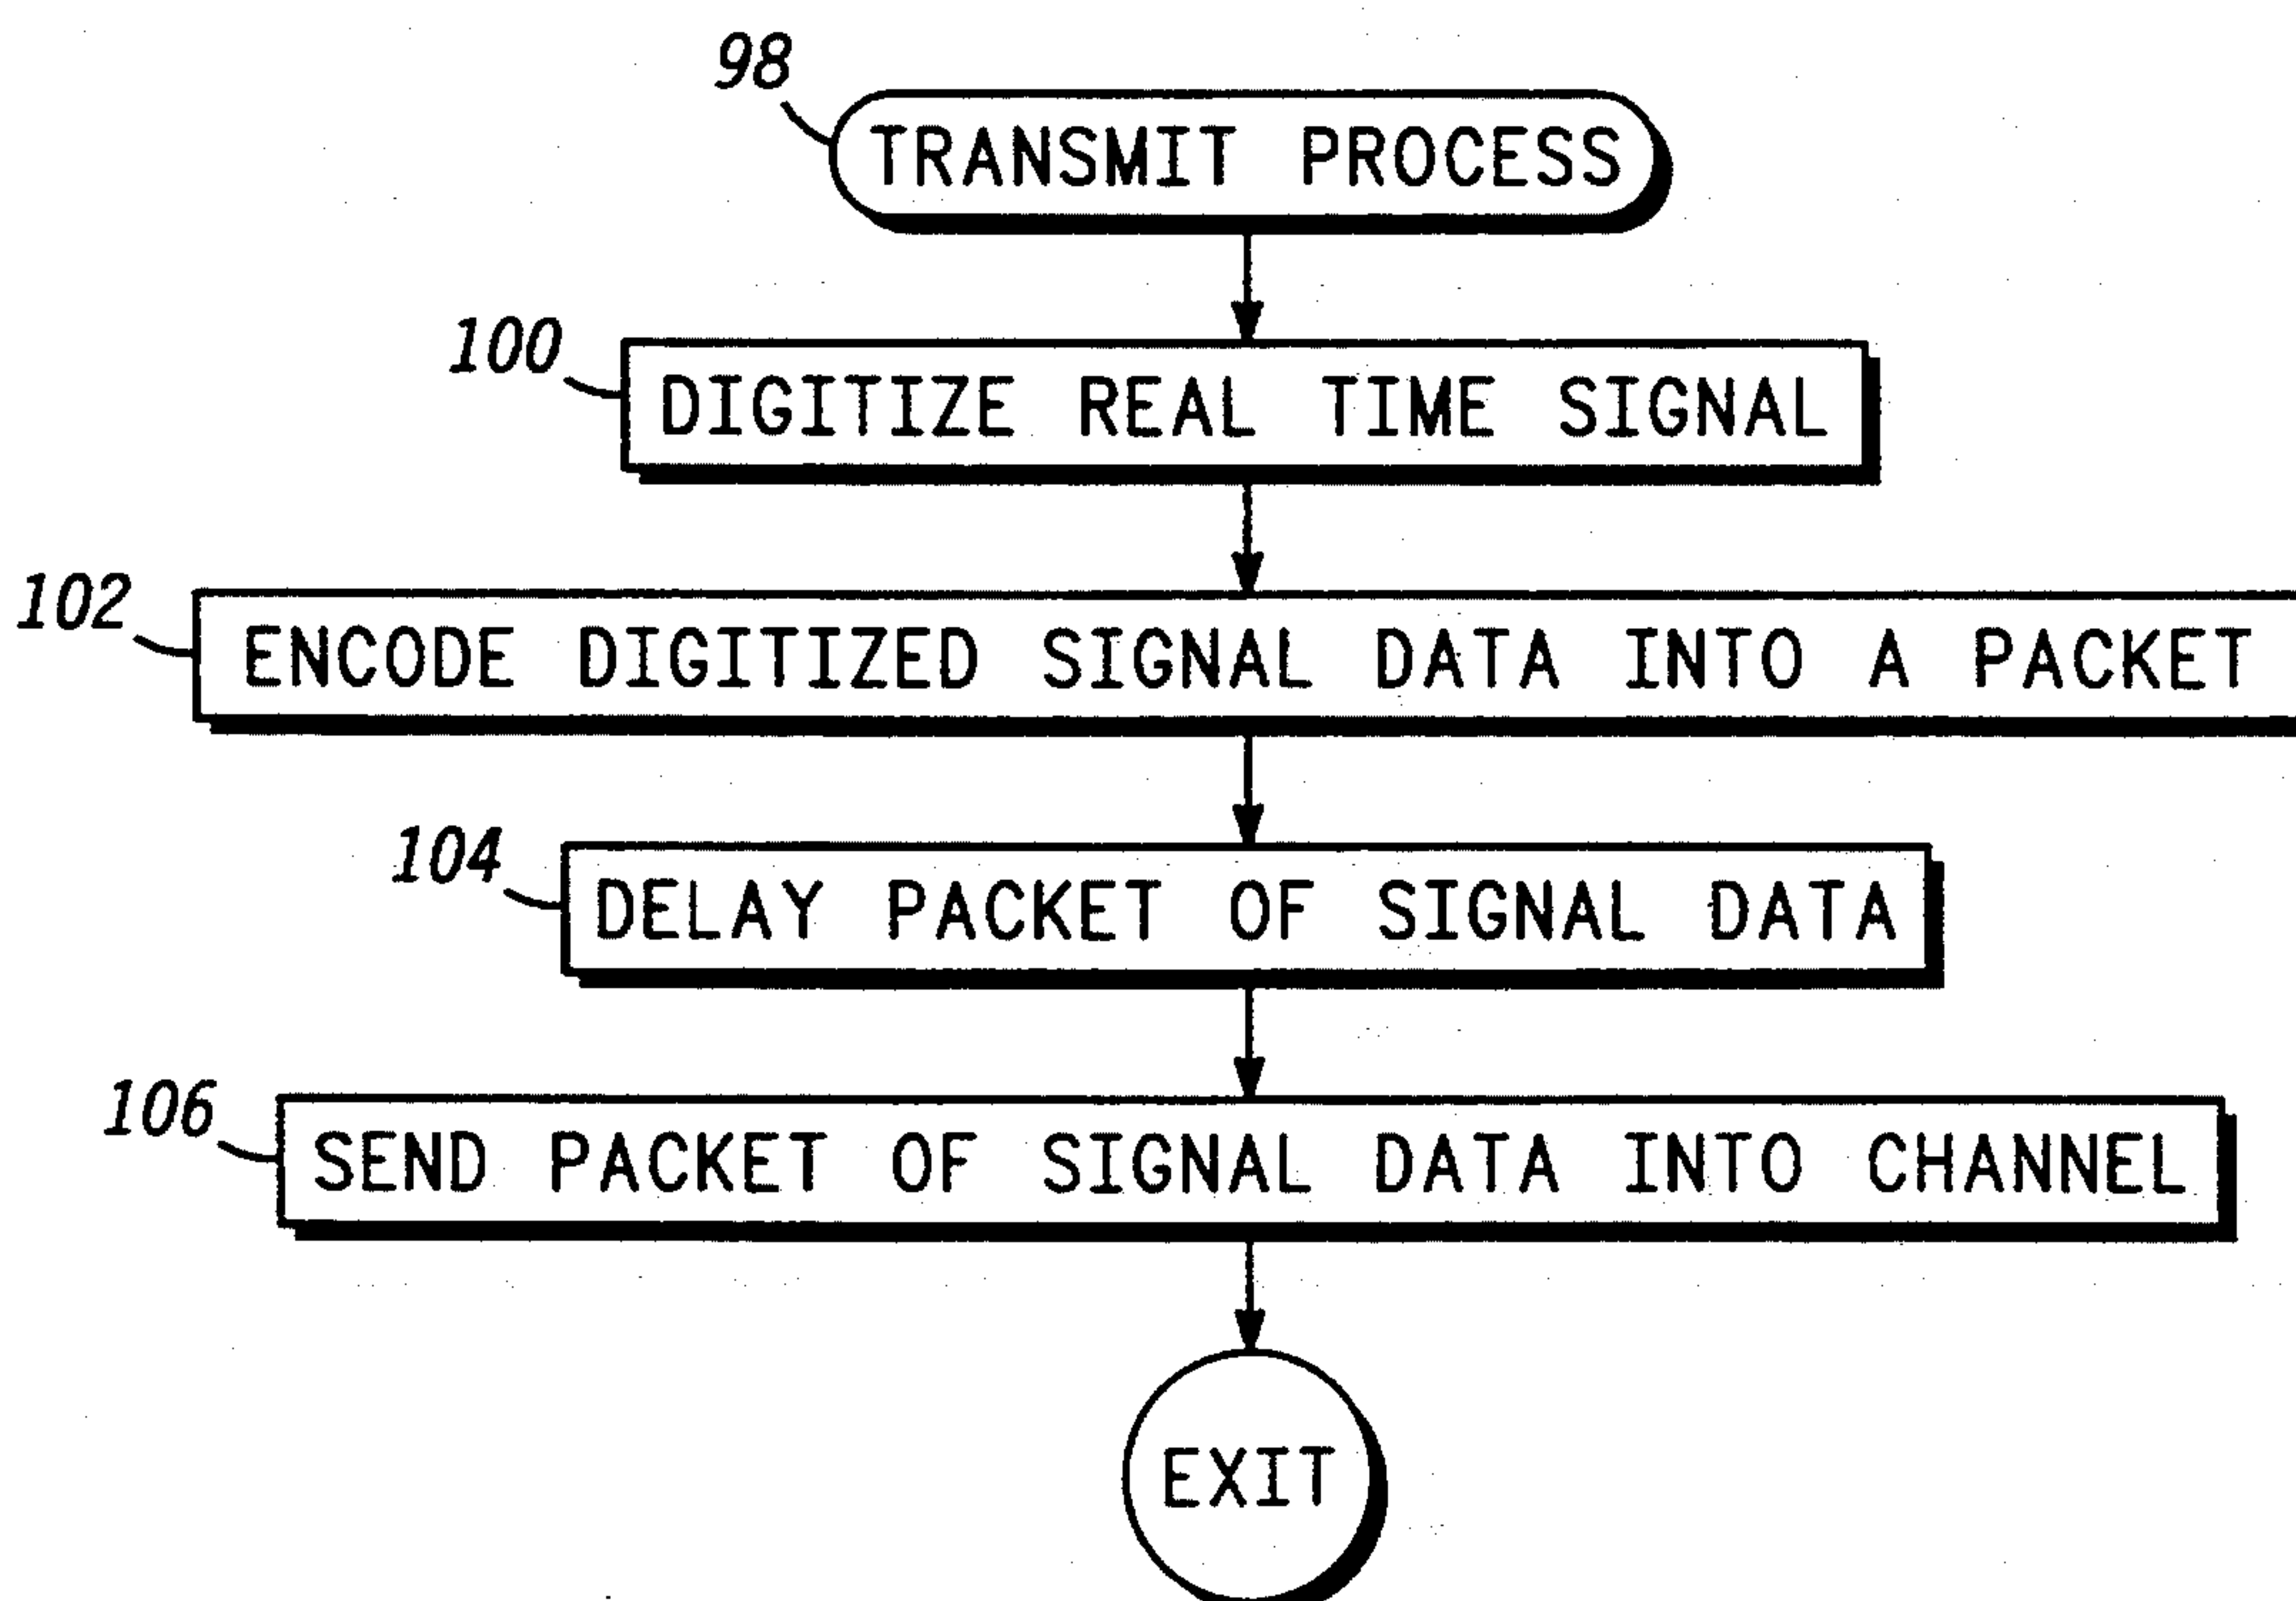 98
TRANSMIT PROCESS
100
DIGITIZE REAL TIME SIGNAL
102
ENCODE DIGITIZED SIGNAL DATA INTO A PACKET
104
DELAY PACKET OF SIGNAL DATA
106
SEND PACKET OF SIGNAL DATA INTO CHANNEL
EXIT